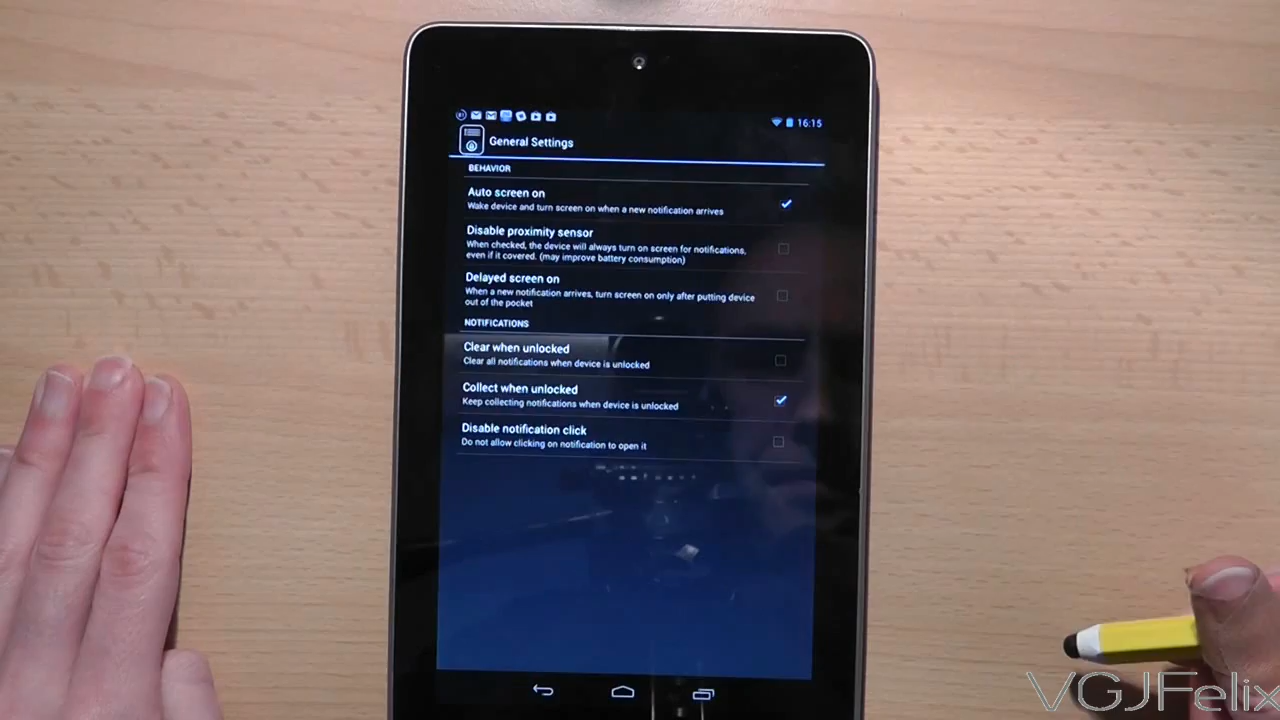 16:15
General Settings
BEHAVIOR
Auto screen on
Wake device and turn screen on when a new notification arrives
Disable proximity sensor
When checked, the device will always turn on screen for notifications,
even if it covered. (may improve battery consumption)
Delayed screen on
When a new notification arrives, turn screen on only after putting device
out of the pocket
NOTIFICATIONS
Clear when unlocked
Clear all notifications when device is unlocked
Collect when unlocked
Keep collecting notifications when device is unlocked
Disable notification click
Do not allow clicking on notification to open it
VGJFelix